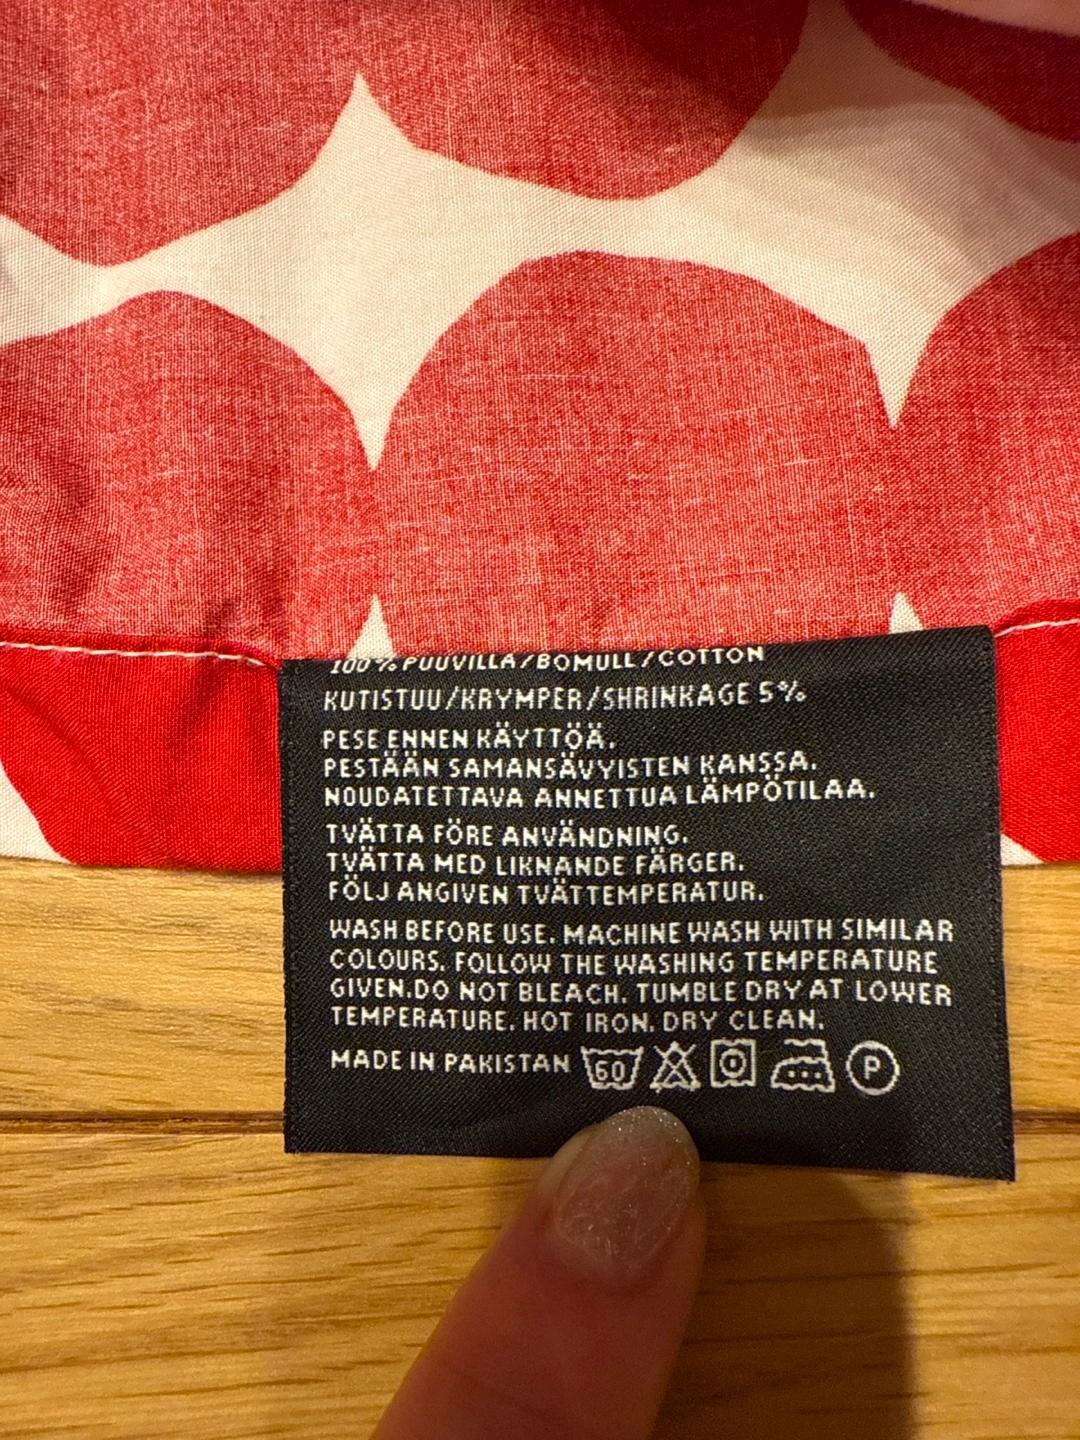 100% PUUVILLA/BOMULL/COTTON
KUTISTUU/KRYMPER/SHRINKAGE 5%
PESE ENNEN KÄYTTÖÄ.
PESTÄÄN SAMANSÄVYISTEN KANSSA.
NOUDATETTAVA ANNETTUA LÄMPÖTILAA.
TVÄTTA FÖRE ANVÄNDNING.
TVÄTTA MED LIKNANDE FÄRGER.
FÖLJ ANGIVEN TVÄTTEMPERATUR.
WASH BEFORE USE. MACHINE WASH WITH SIMILAR
COLOURS. FOLLOW THE WASHING TEMPERATURE
GIVEN.DO NOT BLEACH. TUMBLE DRY AT LOWER
TEMPERATURE. HOT IRON. DRY CLEAN.
MADE IN PAKISTAN 60 P